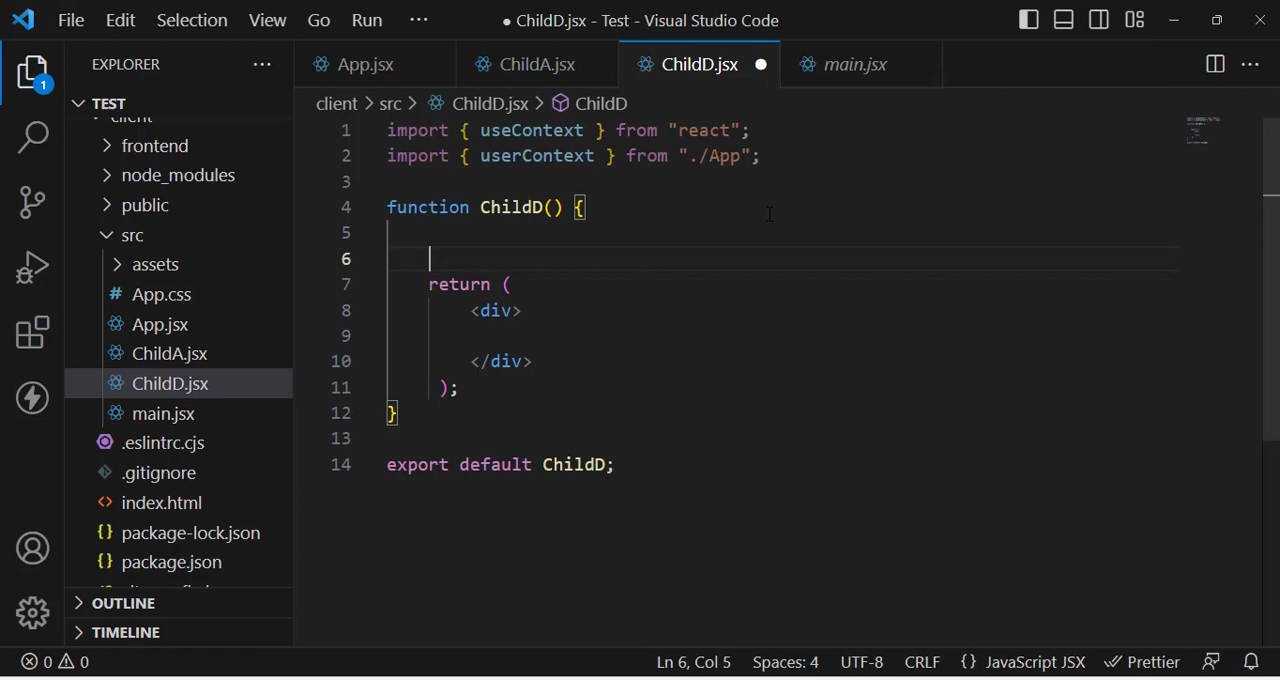 File Edit Selection View Go Run ··· ● ChildD.jsx - Test - Visual Studio Code
EXPLORER ···
App.jsx ChildA.jsx ChildD.jsx ● main.jsx ···
TEST
client > src > ChildD.jsx > ChildD
client
frontend
node_modules
public
src
assets
# App.css
App.jsx
ChildA.jsx
ChildD.jsx
main.jsx
.eslintrc.cjs
.gitignore
<> index.html
{} package-lock.json
{} package.json
OUTLINE
TIMELINE
1
1 import { useContext } from "react";
2 import { userContext } from "./App";
3
4 function ChildD() {
5
6
7 return (
8 <div>
9
10 </div>
11 );
12 }
13
14 export default ChildD;
0 0 Ln 6, Col 5 Spaces: 4 UTF-8 CRLF {} JavaScript JSX Prettier